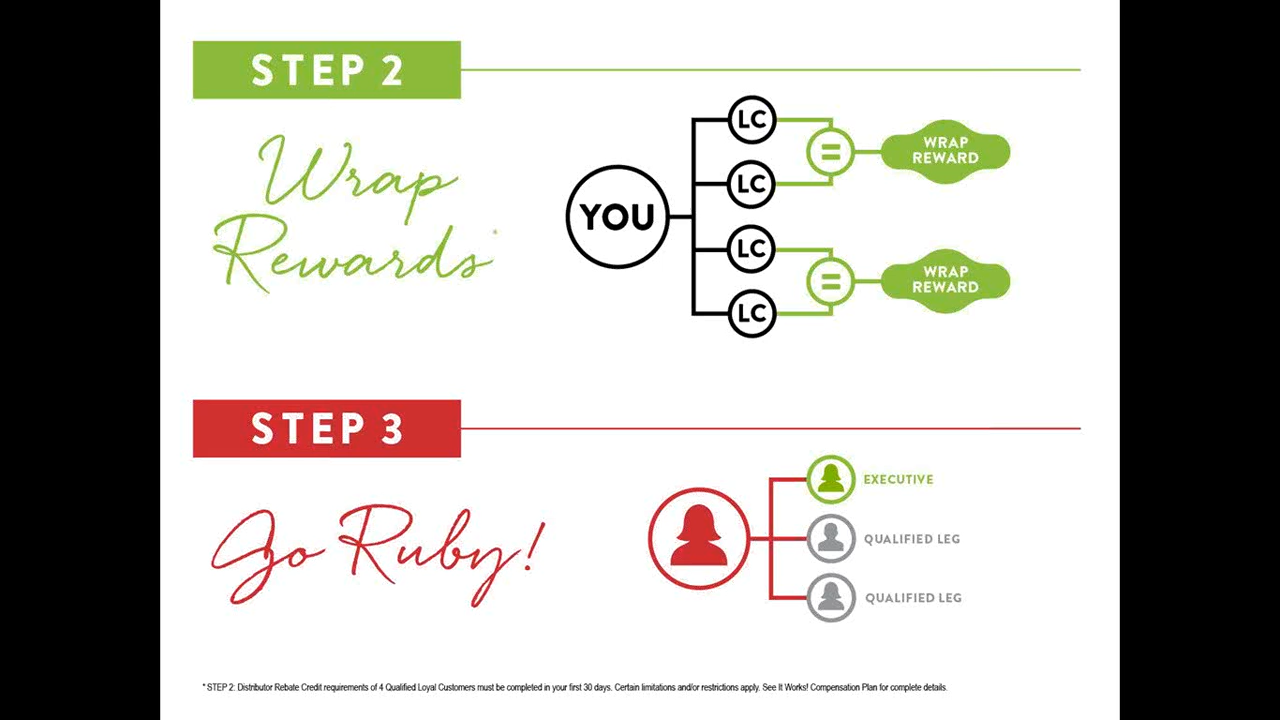 STEP 2
Wrap
Rewards*
YOU
LC
LC
LC
LC
=
=
WRAP
REWARD
WRAP
REWARD
STEP 3
Go Ruby!
EXECUTIVE
QUALIFIED LEG
QUALIFIED LEG
* STEP 2: Distributor Rebate Credit requirements of 4 Qualified Loyal Customers must be completed in your first 30 days. Certain limitations and/or restrictions apply. See It Works! Compensation Plan for complete details.